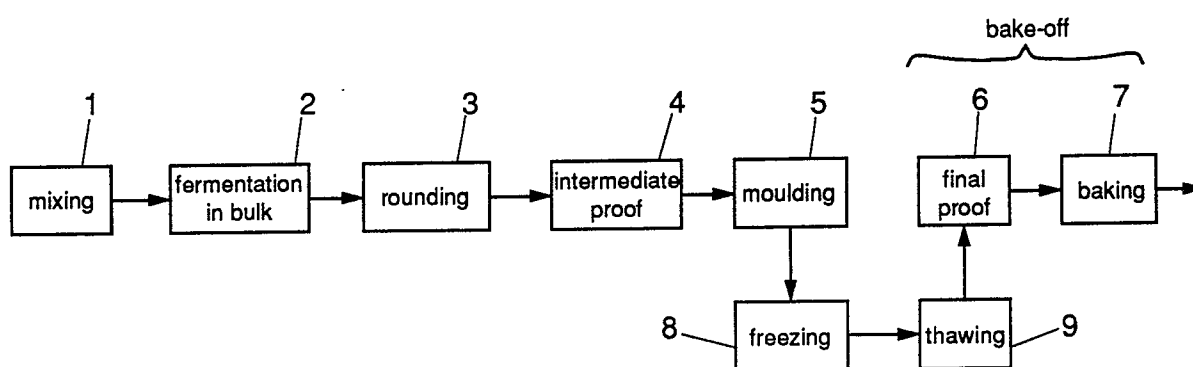 bake-off
1
2
3
4
5
6
7
mixing
fermentation
in bulk
rounding
intermediate
proof
moulding
final
proof
baking
8
freezing
thawing
9